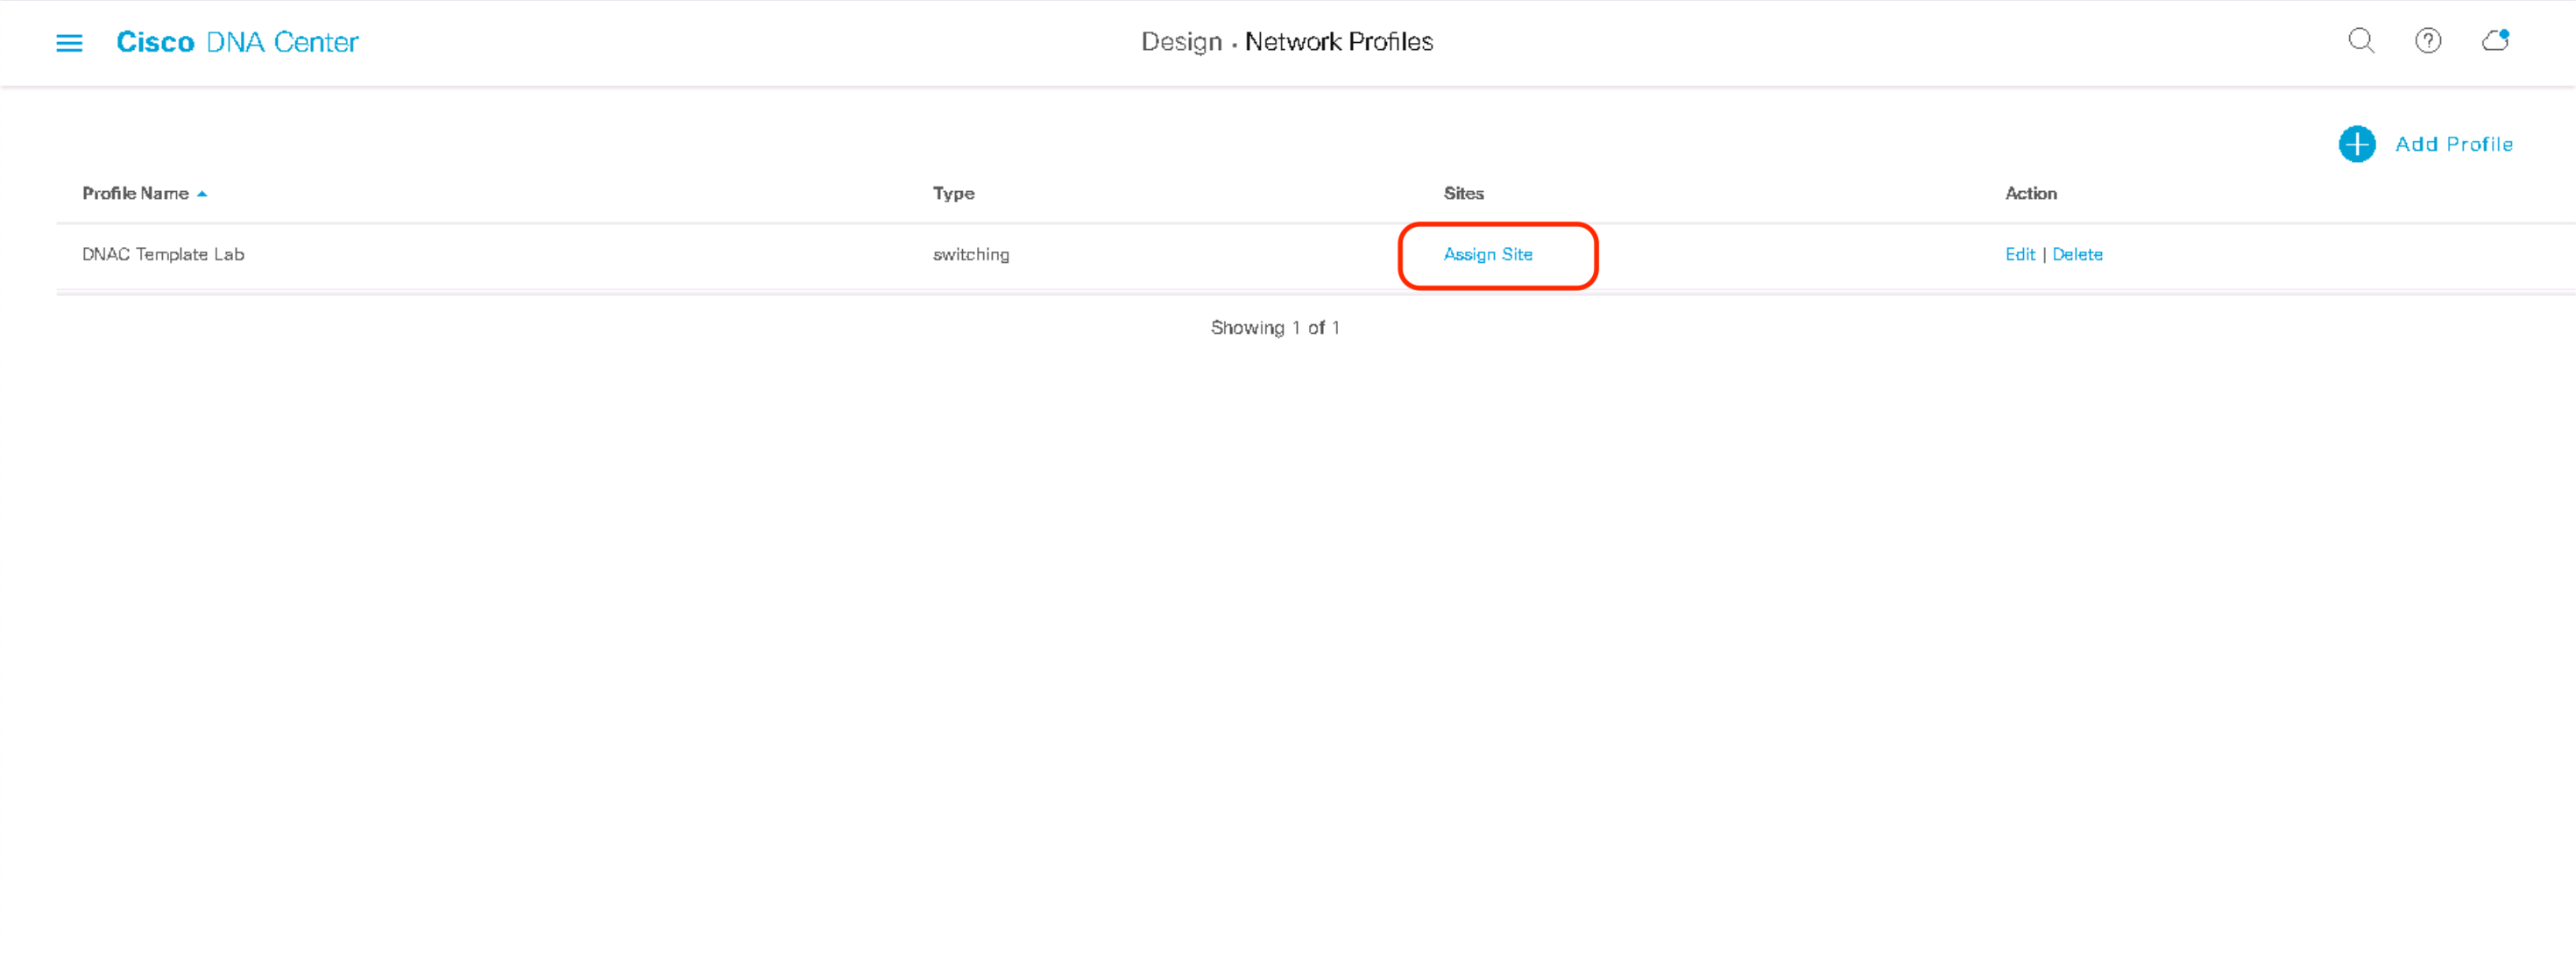 Cisco DNA Center
Design · Network Profiles
Add Profile
Profile Name Type Sites Action
DNAC Template Lab switching Assign Site Edit | Delete
Showing 1 of 1